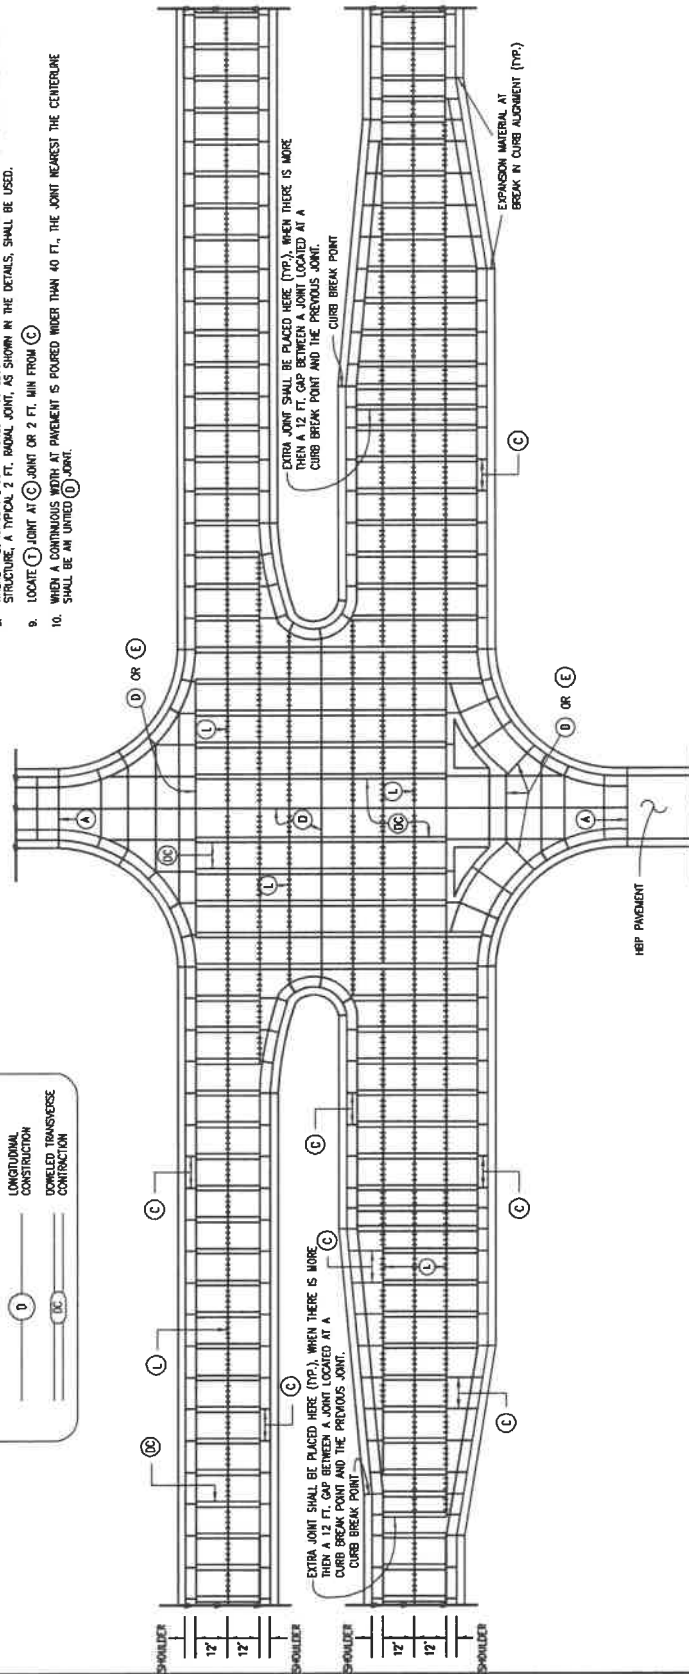 STRUCTURE, A TYPICAL 2 FT. RADIAL JOINT, AS SHOWN IN THE DETAILS, SHALL BE USED.
9. LOCATE T JOINT AT C JOINT OR 2 FT. MIN FROM C
10. WHEN A CONTINUOUS WIDTH AT PAVEMENT IS POURED WIDER THAN 40 FT., THE JOINT NEAREST THE CENTERLINE
SHALL BE AN UNTIED D JOINT.
D
LONGITUDINAL
CONSTRUCTION
DC
DOWELED TRANSVERSE
CONTRACTION
EXTRA JOINT SHALL BE PLACED HERE (TYP.), WHEN THERE IS MORE
THEN A 12 FT. GAP BETWEEN A JOINT LOCATED AT A
CURB BREAK POINT AND THE PREVIOUS JOINT.
CURB BREAK POINT
EXPANSION MATERIAL AT
BREAK IN CURB ALIGNMENT (TYP.)
D OR E
A
L
DC
L
D
DC
L
D OR E
A
HBP PAVEMENT
C
C
C
C
L
DC
C
EXTRA JOINT SHALL BE PLACED HERE (TYP.), WHEN THERE IS MORE
THEN A 12 FT. GAP BETWEEN A JOINT LOCATED AT A
CURB BREAK POINT AND THE PREVIOUS JOINT.
CURB BREAK POINT
C
L
C
SHOULDER
12'
12'
SHOULDER
SHOULDER
12'
12'
SHOULDER